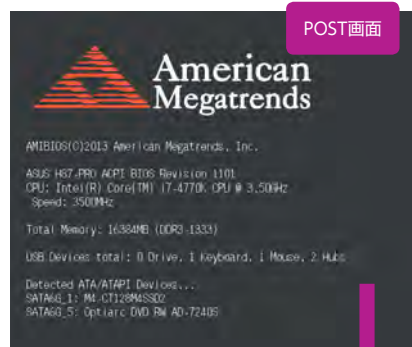 POST画面
American
Megatrends
AMIBIOS(C)2013 American Megatrends, Inc.
ASUS H87-PRO ACPI BIOS Revision 1101
CPU: Intel(R) Core(TM) i7-4770K CPU @ 3.50GHz
Speed: 3500MHz
Total Memory: 16384MB (DDR3-1333)
USB Devices total: 0 Drive, 1 Keyboard, 1 Mouse, 2 Hubs
Detected ATA/ATAPI Devices...
SATA6G_1: M4-CT128M4SSD2
SATA6G_5: Optiarc DVD RW AD-7240S